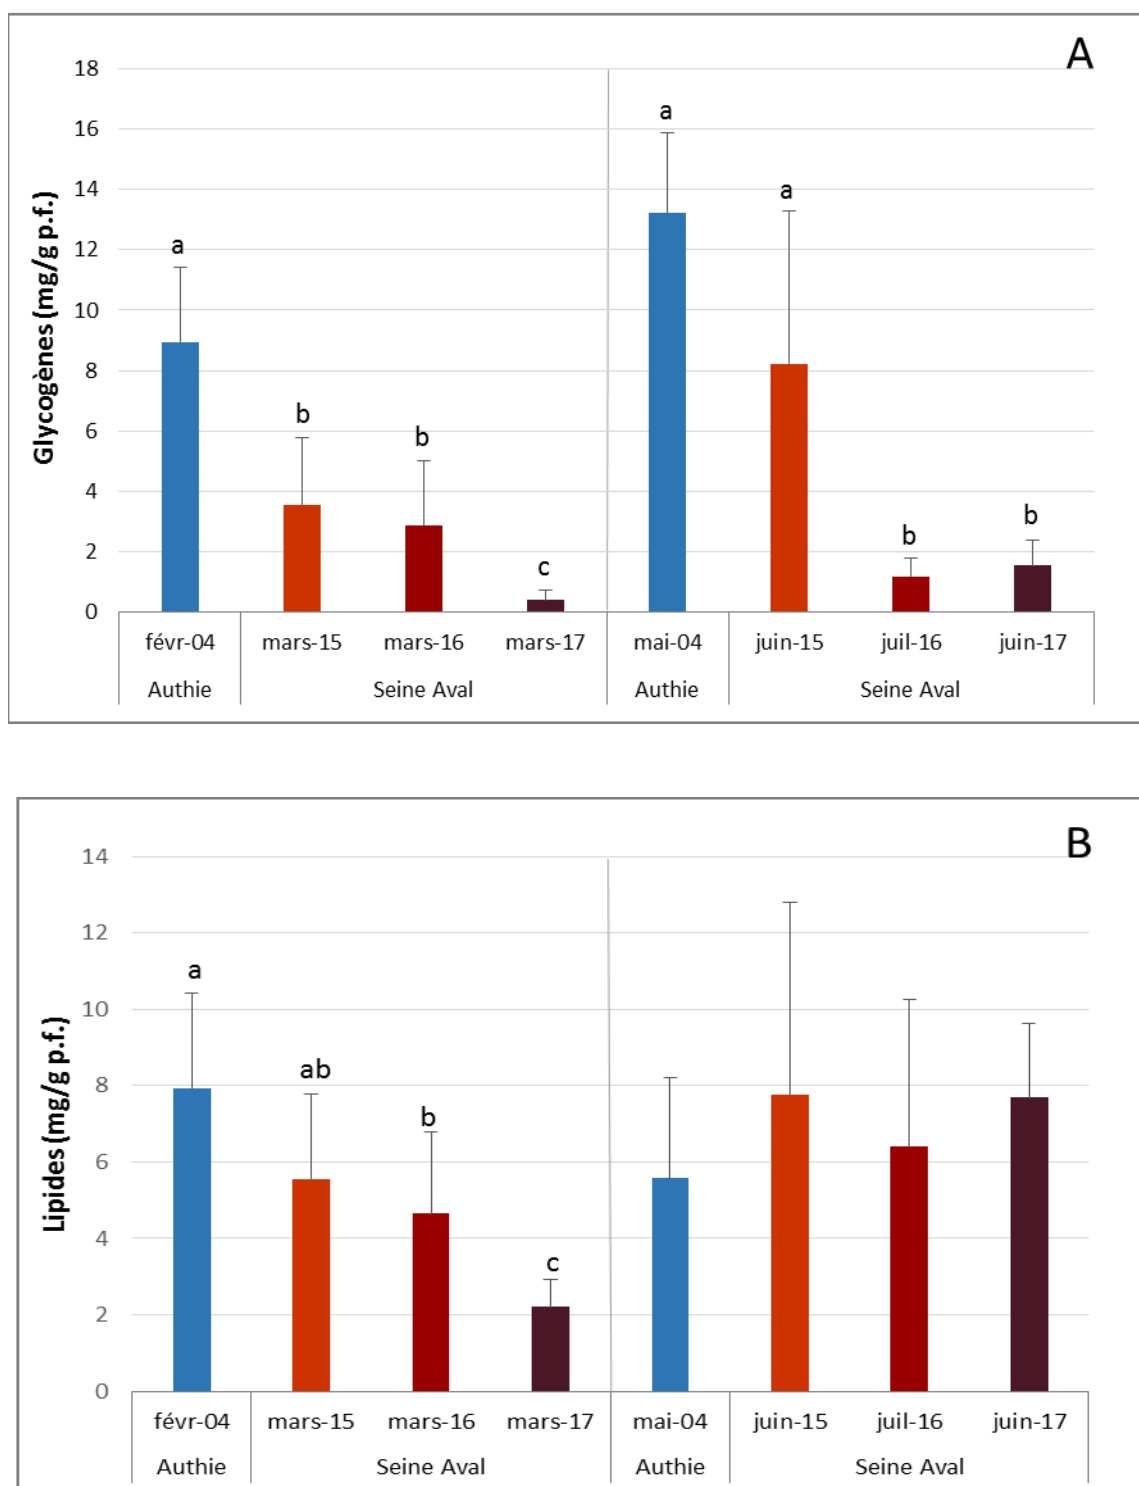 A
18
16
14
12
10
8
6
4
2
0
Glycogènes (mg/g p.f.)
a
b
b
c
a
a
b
b
févr-04 mars-15 mars-16 mars-17 mai-04 juin-15 juil-16 juin-17
Authie Seine Aval Authie Seine Aval
B
14
12
10
8
6
4
2
0
Lipides (mg/g p.f.)
a
ab
b
c
févr-04 mars-15 mars-16 mars-17 mai-04 juin-15 juil-16 juin-17
Authie Seine Aval Authie Seine Aval